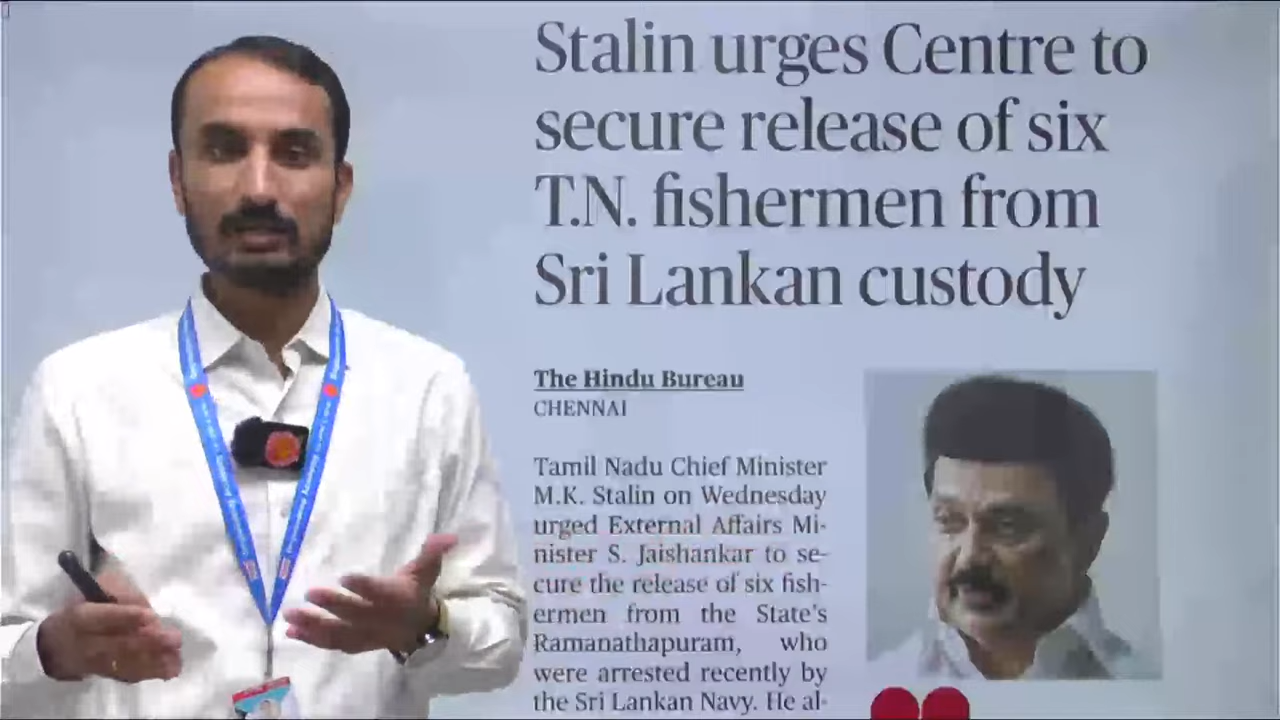 Stalin urges Centre to
secure release of six
T.N. fishermen from
Sri Lankan custody
The Hindu Bureau
CHENNAI
Tamil Nadu Chief Minister
M.K. Stalin on Wednesday
urged External Affairs Mi-
nister S. Jaishankar to se-
cure the release of six fish-
ermen from the State's
Ramanathapuram, who
were arrested recently by
the Sri Lankan Navy. He al-